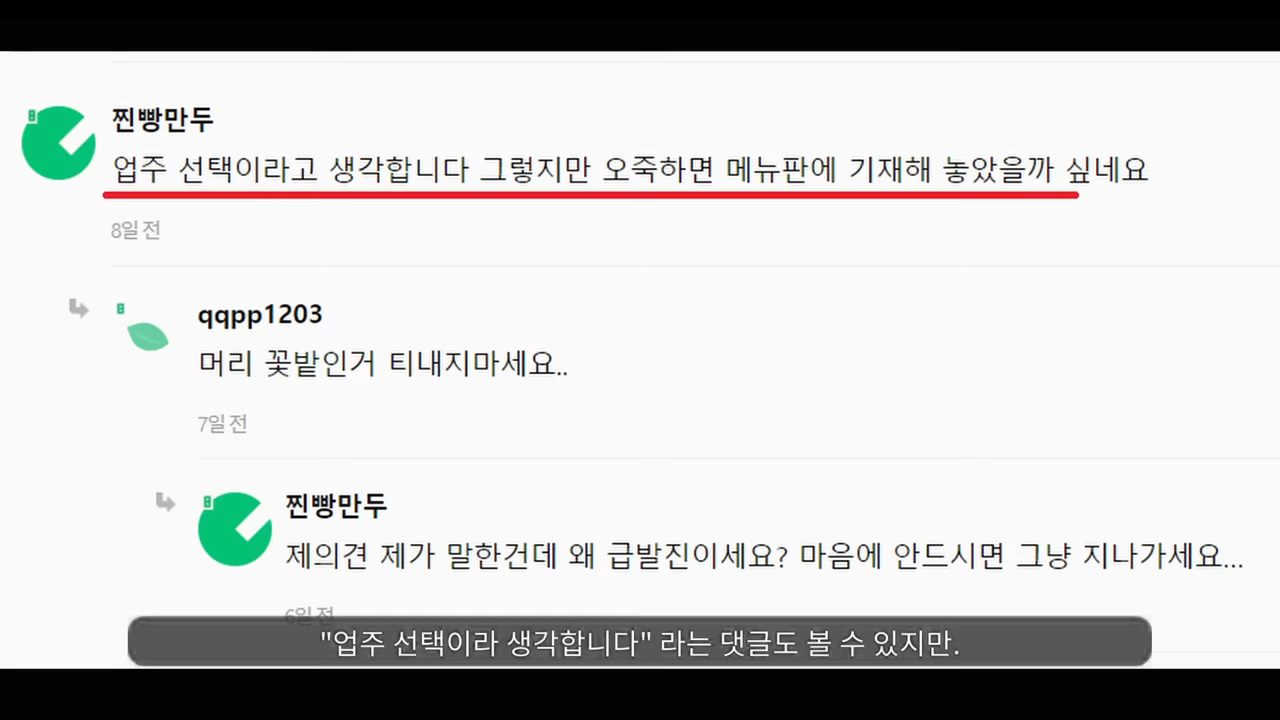 찐빵만두
업주 선택이라고 생각합니다 그렇지만 오죽하면 메뉴판에 기재해 놓았을까 싶네요
8일 전
qqpp1203
머리 꽃밭인거 티내지마세요..
7일 전
찐빵만두
제의견 제가 말한건데 왜 급발진이세요? 마음에 안드시면 그냥 지나가세요...
6일 전
"업주 선택이라 생각합니다" 라는 댓글도 볼 수 있지만.